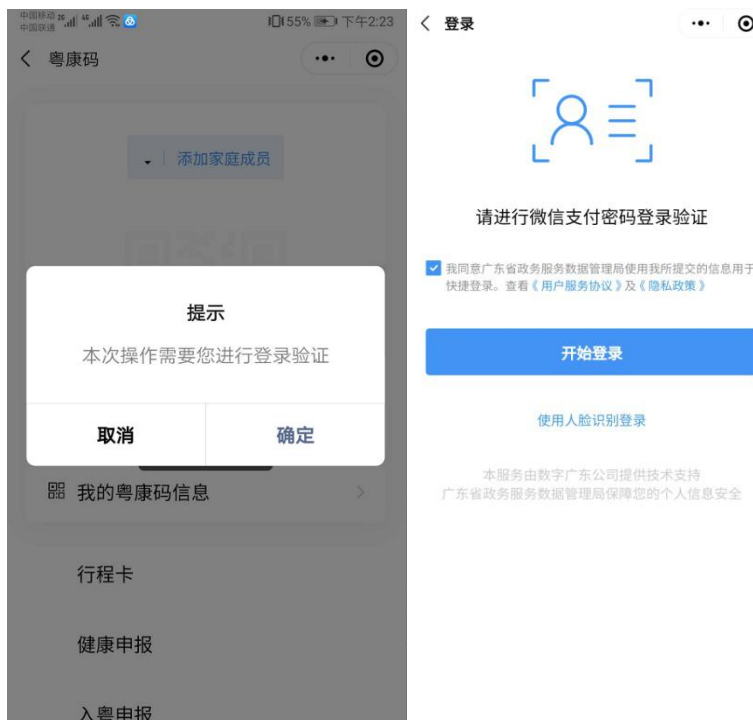 中国移动 2G 4G
中国联通
55% 下午2:23
粤康码
添加家庭成员
提示
本次操作需要您进行登录验证
取消
确定
我的粤康码信息
行程卡
健康申报
入粤申报
登录
请进行微信支付密码登录验证
我同意广东省政务服务数据管理局使用我所提交的信息用于
快捷登录。查看《用户服务协议》及《隐私政策》
开始登录
使用人脸识别登录
本服务由数字广东公司提供技术支持
广东省政务服务数据管理局保障您的个人信息安全